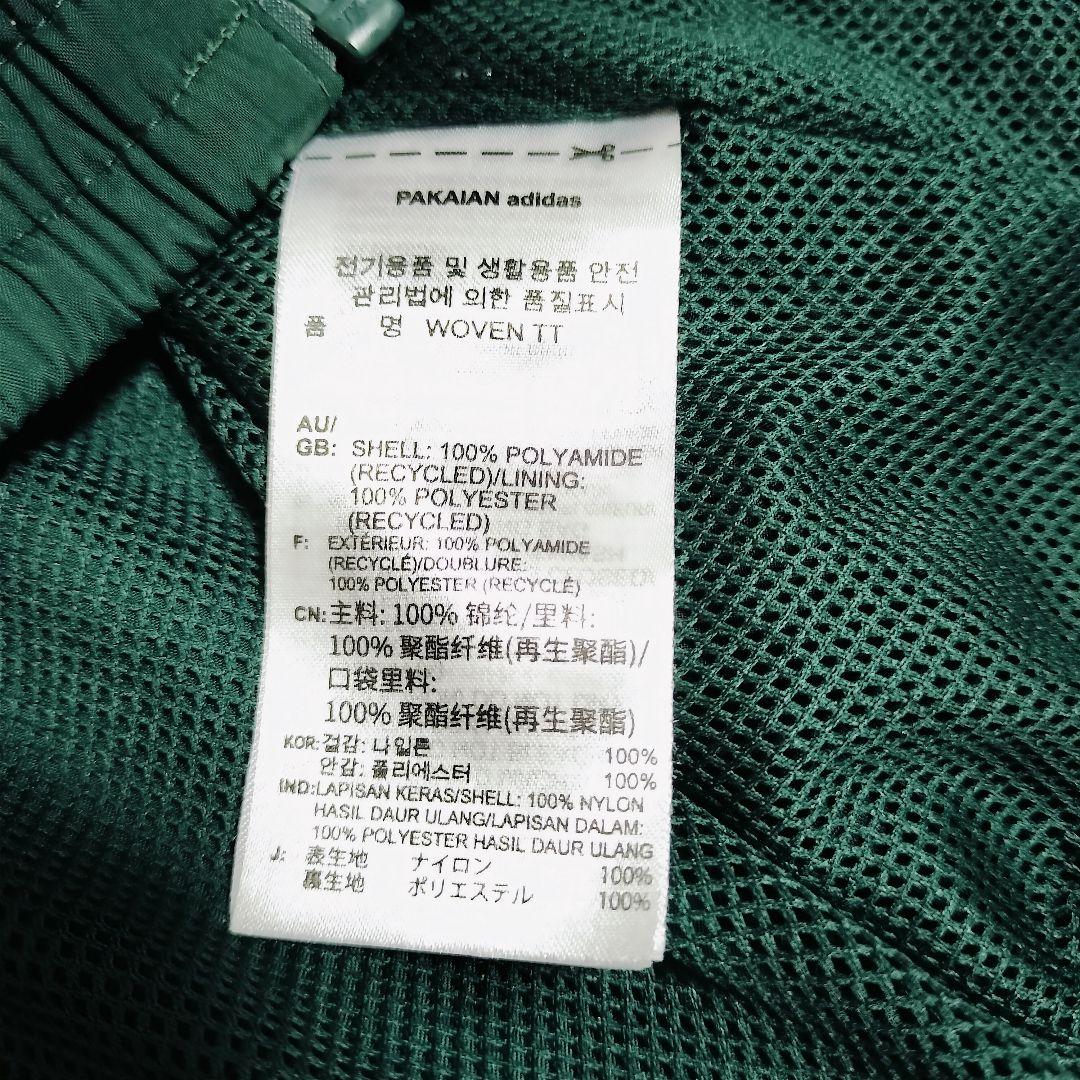 PAKAIAN adidas
전기용품 및 생활용품 안전
관리법에 의한 품질표시
품 명 WOVEN TT
AU/
GB: SHELL: 100% POLYAMIDE
(RECYCLED)/LINING:
100% POLYESTER
(RECYCLED)
F: EXTÉRIEUR: 100% POLYAMIDE
(RECYCLÉ)/DOUBLURE:
100% POLYESTER (RECYCLÉ)
CN: 主料: 100% 锦纶/里料:
100% 聚酯纤维(再生聚酯)/
口袋里料:
100% 聚酯纤维(再生聚酯)
KOR: 겉감: 나일론 100%
안감: 폴리에스터 100%
IND: LAPISAN KERAS/SHELL: 100% NYLON
HASIL DAUR ULANG/LAPISAN DALAM:
100% POLYESTER HASIL DAUR ULANG
J: 表生地 ナイロン 100%
裏生地 ポリエステル 100%